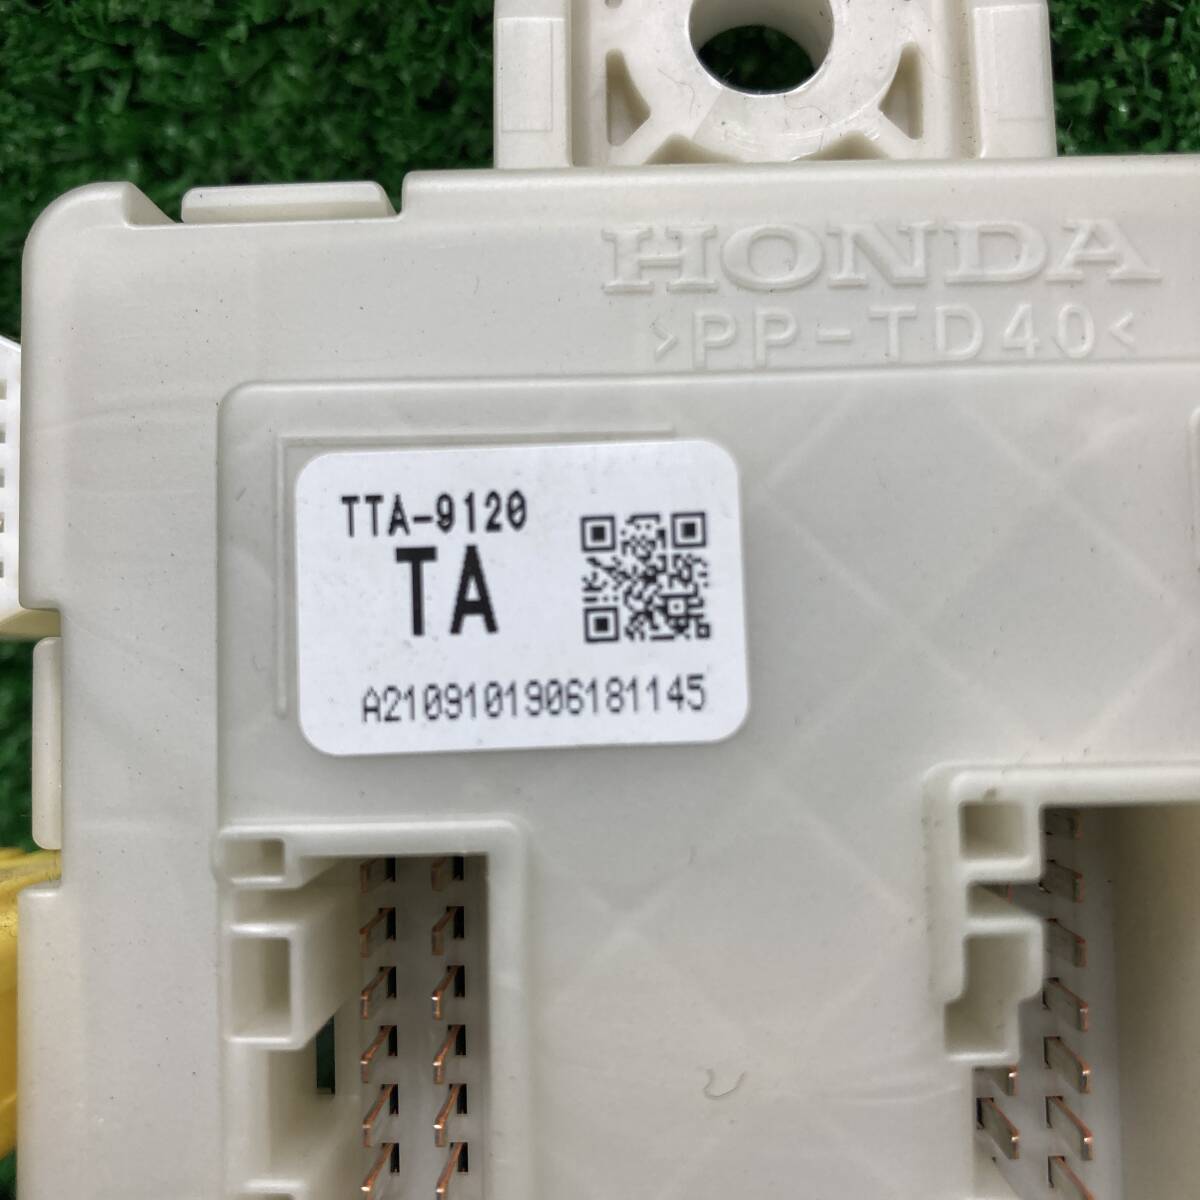 HONDA
>PP-TD40<
TTA-9120
TA
A2109101906181145